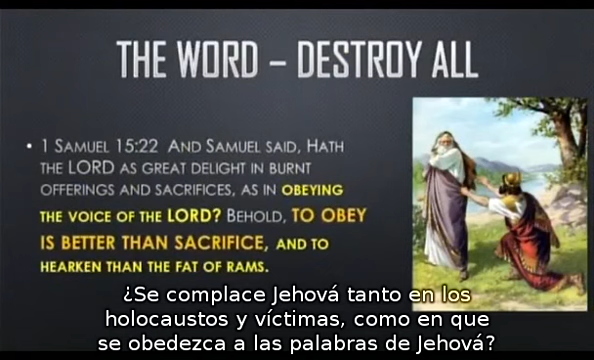 THE WORD – DESTROY ALL
• 1 SAMUEL 15:22 AND SAMUEL SAID, HATH
THE LORD AS GREAT DELIGHT IN BURNT
OFFERINGS AND SACRIFICES, AS IN OBEYING
THE VOICE OF THE LORD? BEHOLD, TO OBEY
IS BETTER THAN SACRIFICE, AND TO
HEARKEN THAN THE FAT OF RAMS.
¿Se complace Jehová tanto en los
holocaustos y víctimas, como en que
se obedezca a las palabras de Jehová?